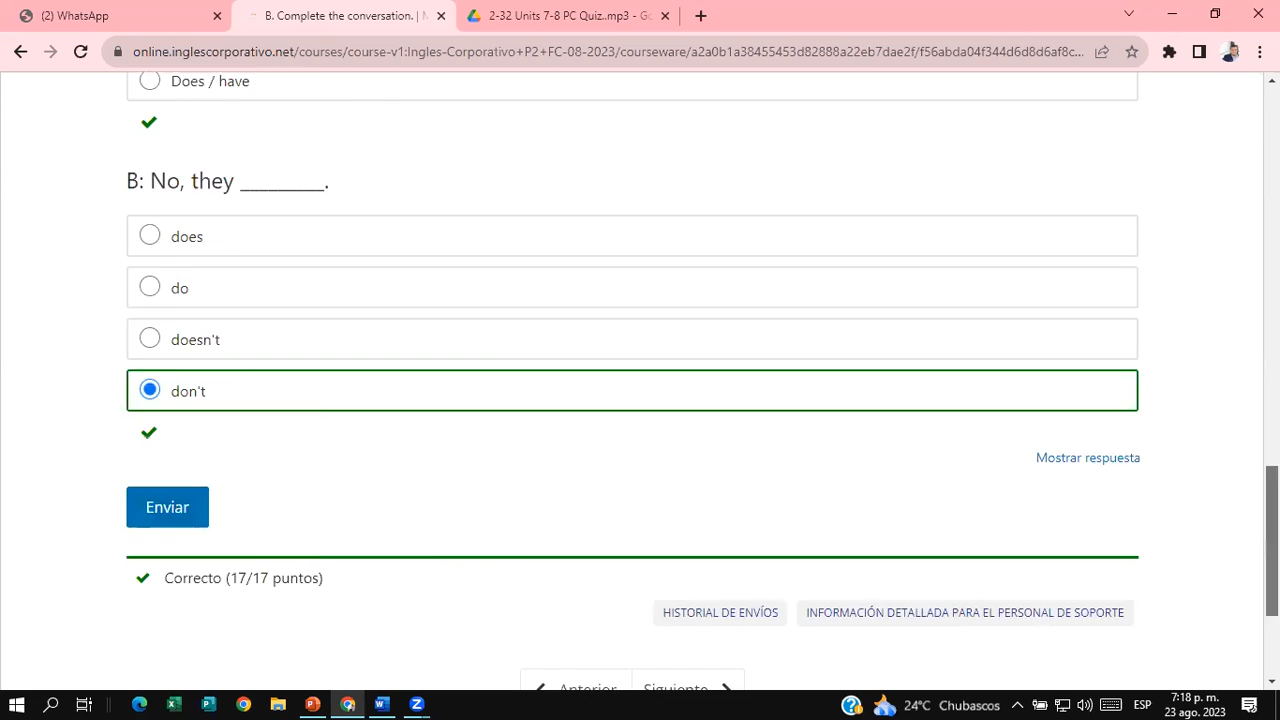 (2) WhatsApp
B. Complete the conversation. | M
2-32 Units 7-8 PC Quiz..mp3 - Go
online.inglescorporativo.net/courses/course-v1:Ingles-Corporativo+P2+FC-08-2023/courseware/a2a0b1a38455453d82888a22eb7dae2f/f56abda04f344d6d8d6af8c...
Does / have
B: No, they _________.
does
do
doesn't
don't
Mostrar respuesta
Enviar
Correcto (17/17 puntos)
HISTORIAL DE ENVÍOS
INFORMACIÓN DETALLADA PARA EL PERSONAL DE SOPORTE
Anterior
Siguiente
24°C Chubascos
ESP
7:18 p. m.
23 ago. 2023